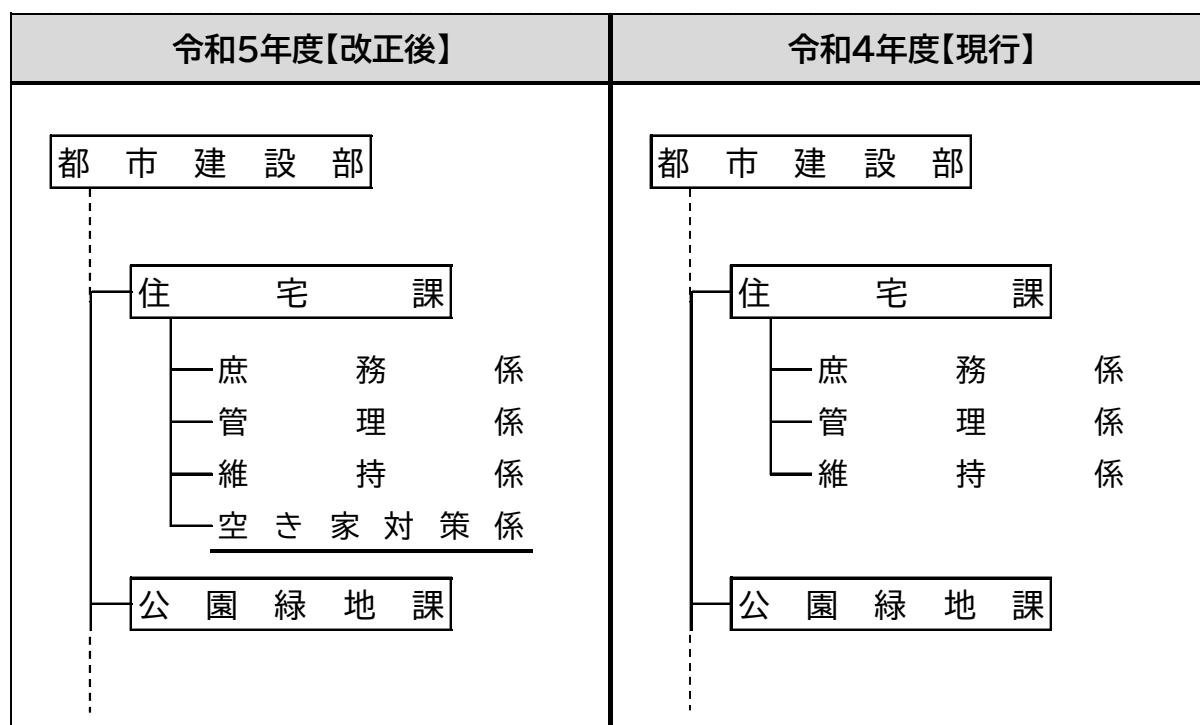 令和5年度【改正後】
都市建設部
住宅課
庶務係
管理係
維持係
空き家対策係
公園緑地課
令和4年度【現行】
都市建設部
住宅課
庶務係
管理係
維持係
公園緑地課